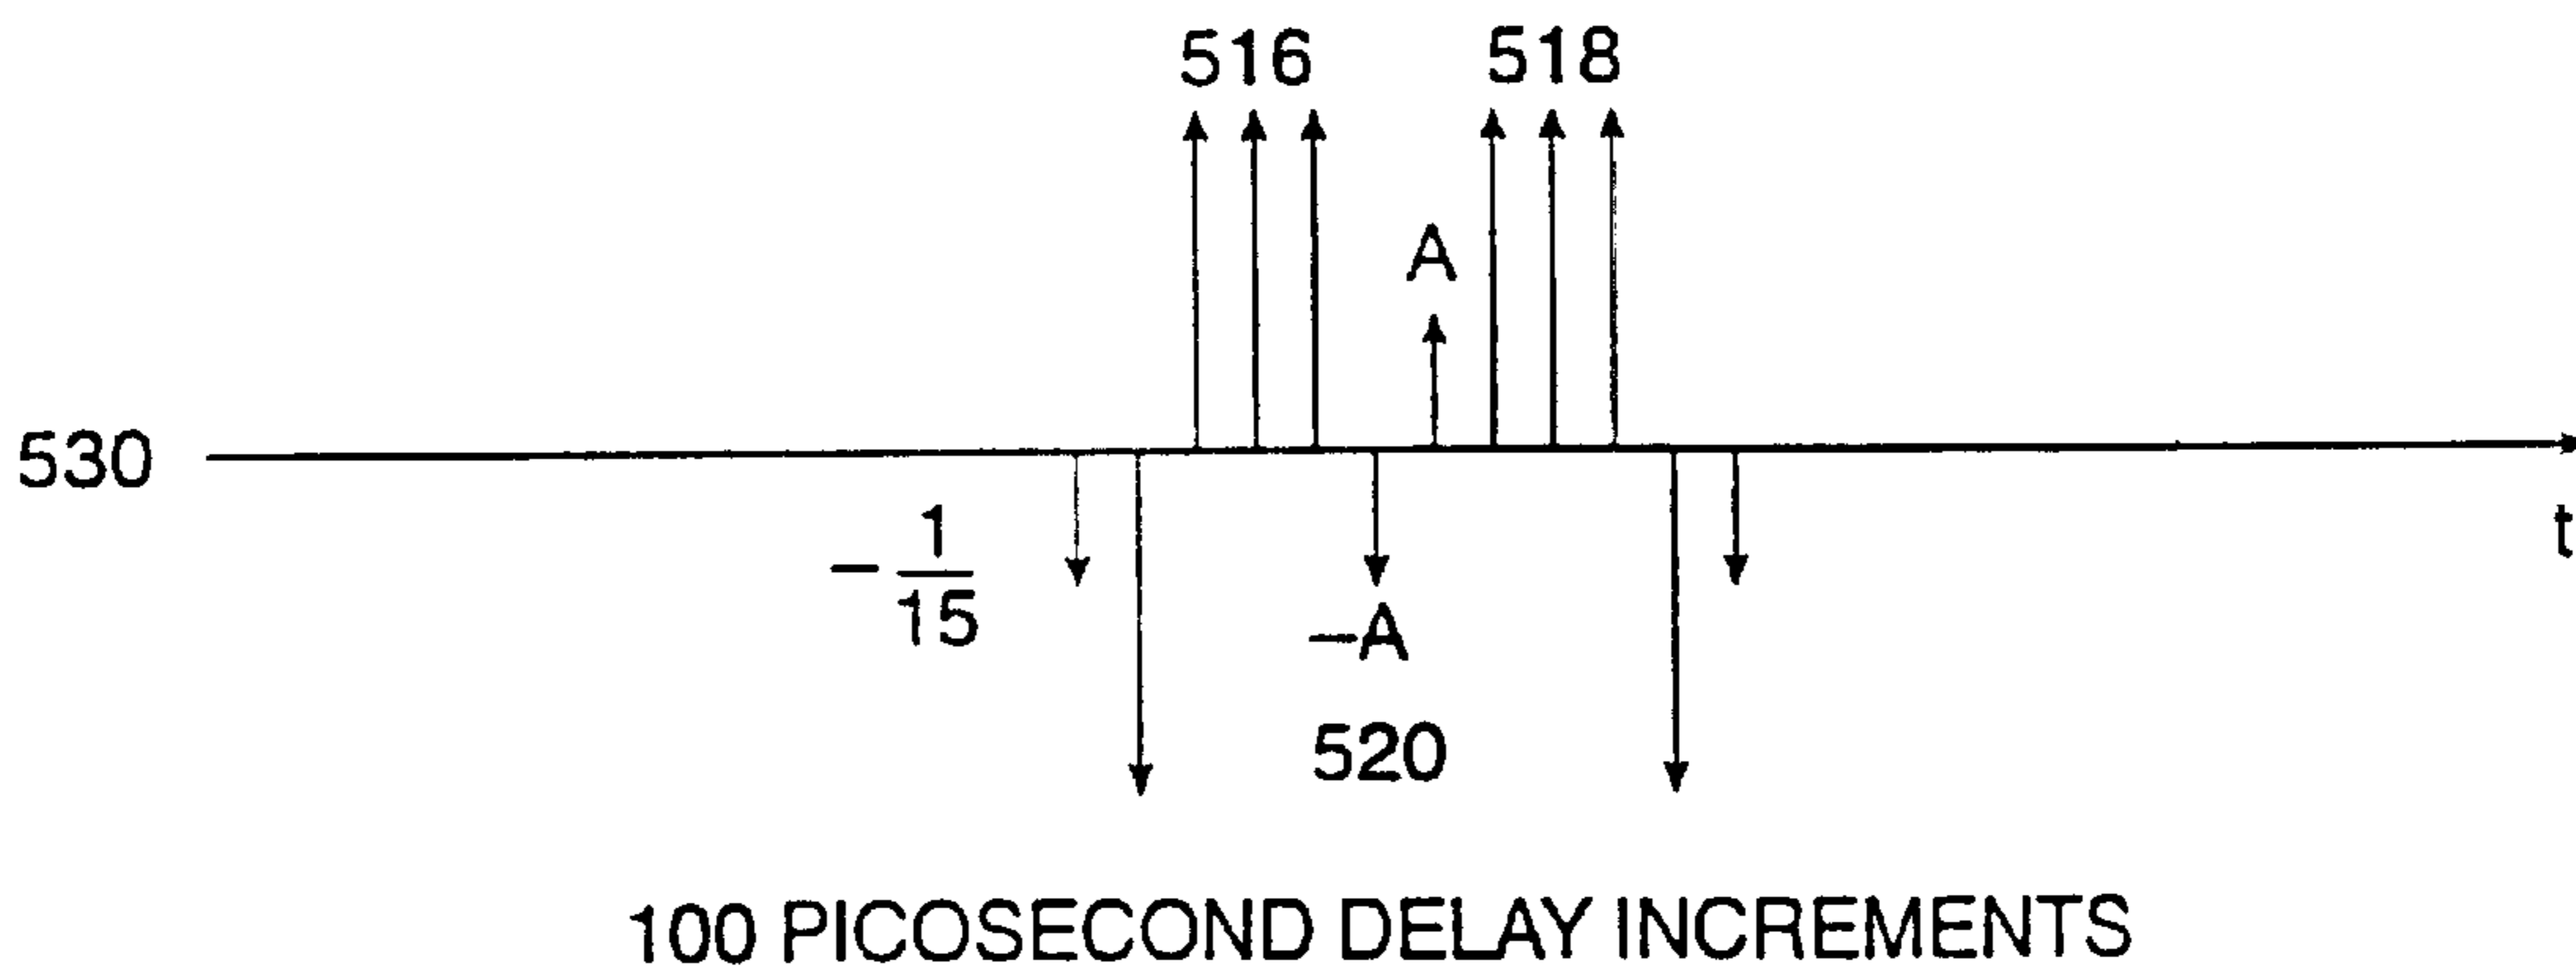 516 518
A
530
t
- 1/15
-A
520
100 PICOSECOND DELAY INCREMENTS